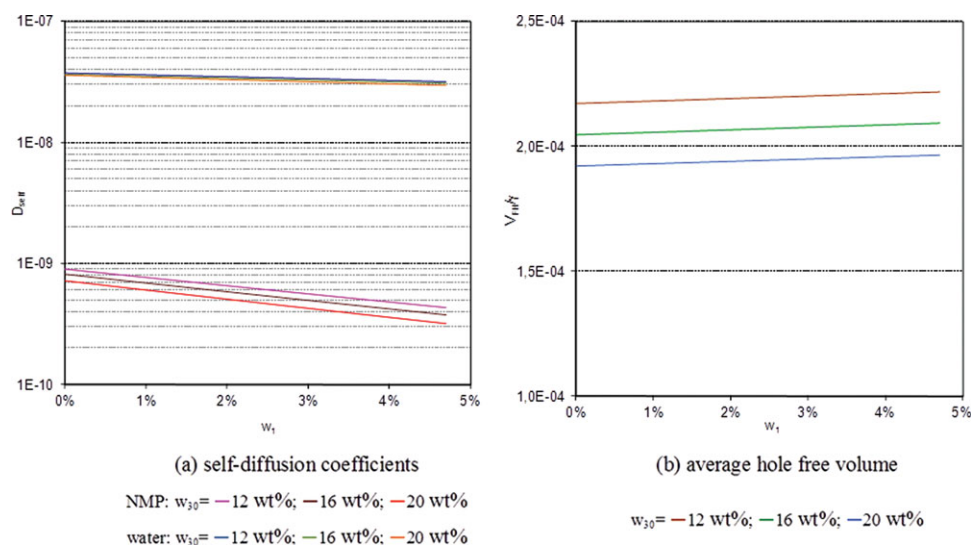 1E-07
1E-08
1E-09
1E-10
D self
0% 1% 2% 3% 4% 5%
w₁
(a) self-diffusion coefficients
NMP: w₃₀= 12 wt%; 16 wt%; 20 wt%
water: w₃₀= 12 wt%; 16 wt%; 20 wt%
2,5E-04
2,0E-04
1,5E-04
1,0E-04
V FH/γ
0% 1% 2% 3% 4% 5%
w₁
(b) average hole free volume
w₃₀= 12 wt%; 16 wt%; 20 wt%